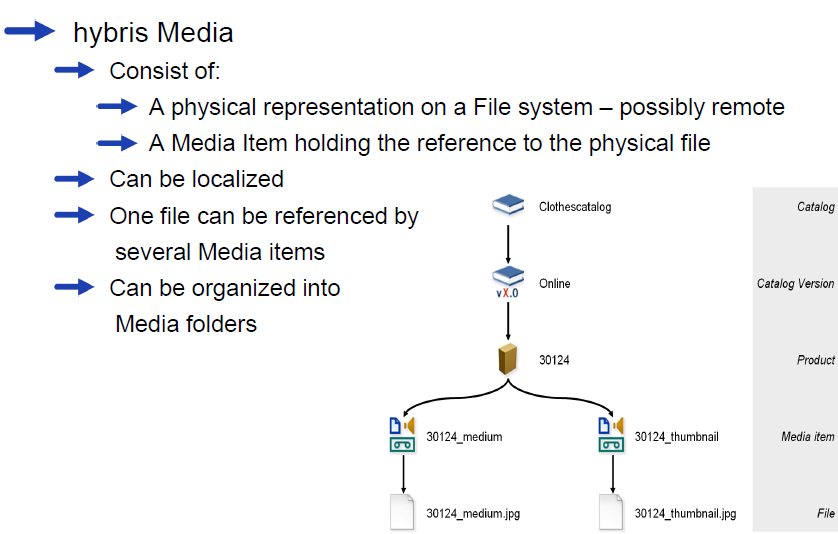 hybris Media
Consist of:
A physical representation on a File system – possibly remote
A Media Item holding the reference to the physical file
Can be localized
One file can be referenced by
several Media items
Can be organized into
Media folders
Clothescatalog
Catalog
Online
Catalog Version
vX.0
30124
Product
30124_medium
30124_thumbnail
Media item
30124_medium.jpg
30124_thumbnail.jpg
File